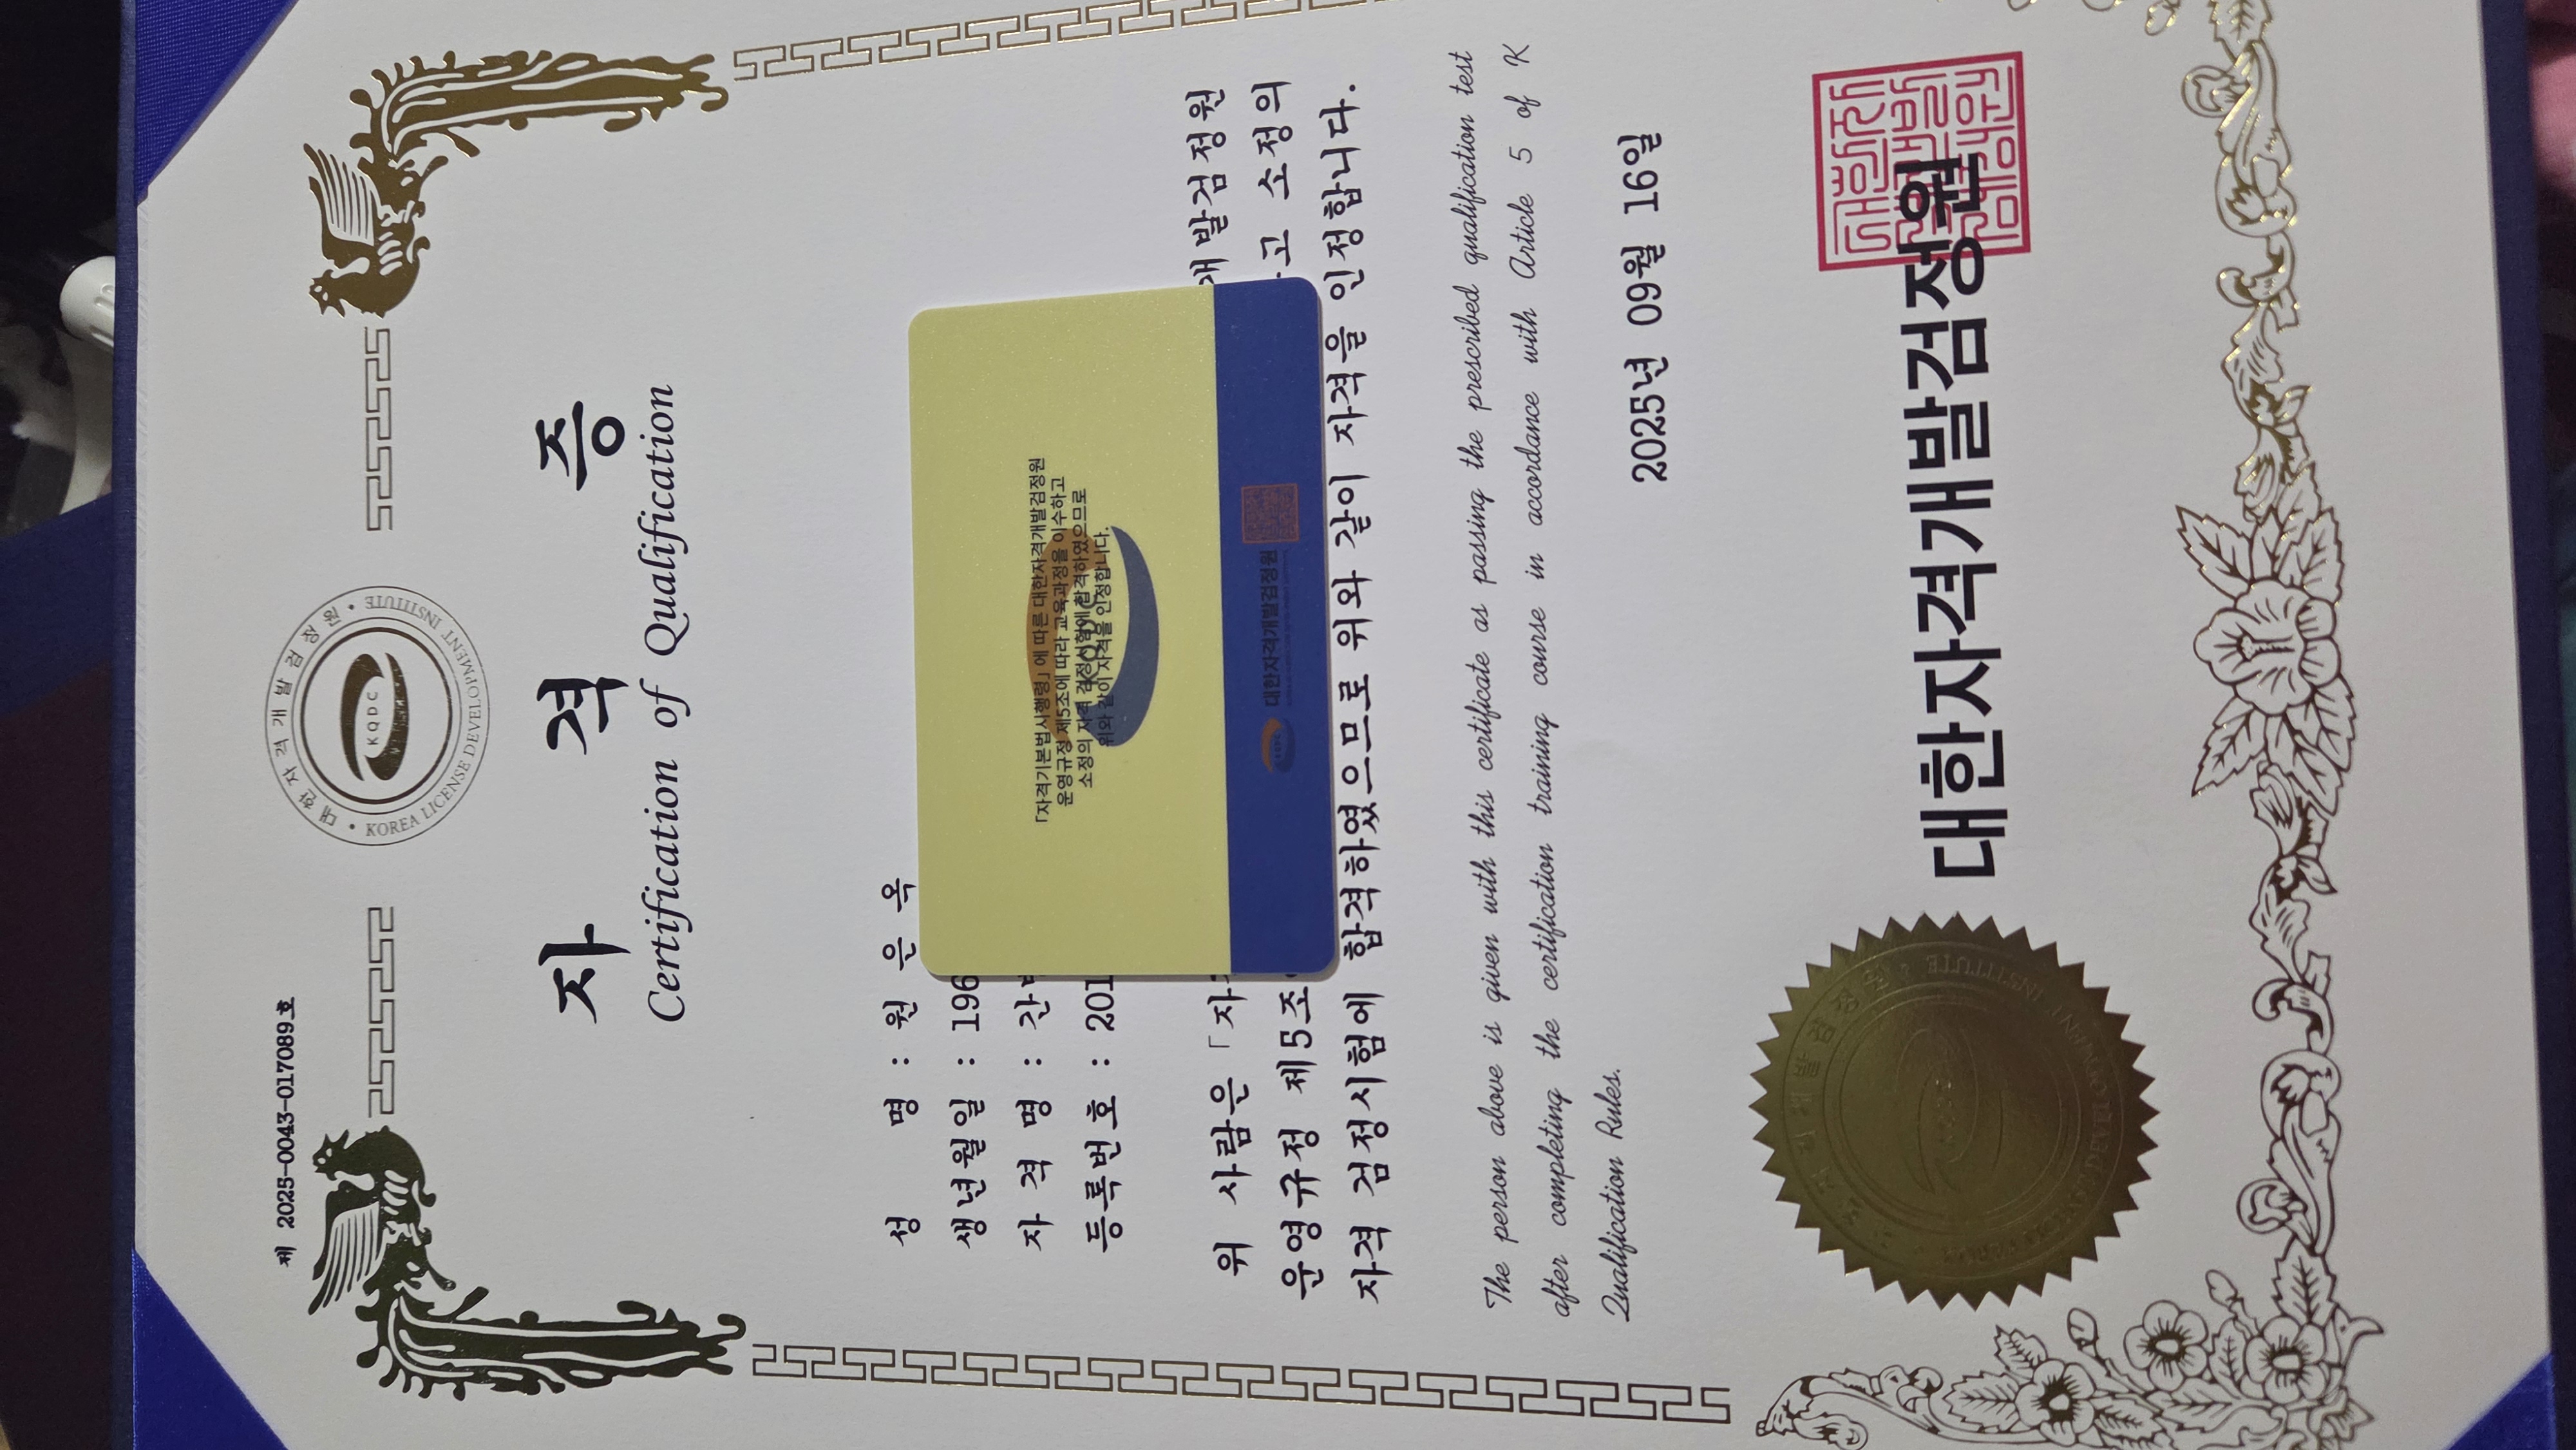 제 2025-0043-017089호
대한자격개발검정원 • KOREA LICENSE DEVELOPMENT INSTITUTE •
KQDC
자 격 증
Certification of Qualification
성 명 : 원 은 옥
생년월일 : 196
자 격 명 : 간
등록번호 : 201
위 사람은 「자 개발검정원
운영규정 제5조 고 소정의
자격 검정시험에 합격하였으므로 위와 같이 자격을 인정합니다.
「자격기본법시행령」에 따른 대한자격개발검정원
운영규정 제5조에 따라 교육과정을 이수하고
소정의 자격 검정시험에 합격하였으므로
위와 같이 자격을 인정합니다.
대한자격개발검정원
The person above is given with this certificate as passing the prescribed qualification test
after completing the certification training course in accordance with Article 5 of K
Qualification Rules.
2025년 09월 16일
대한자격개발검정원